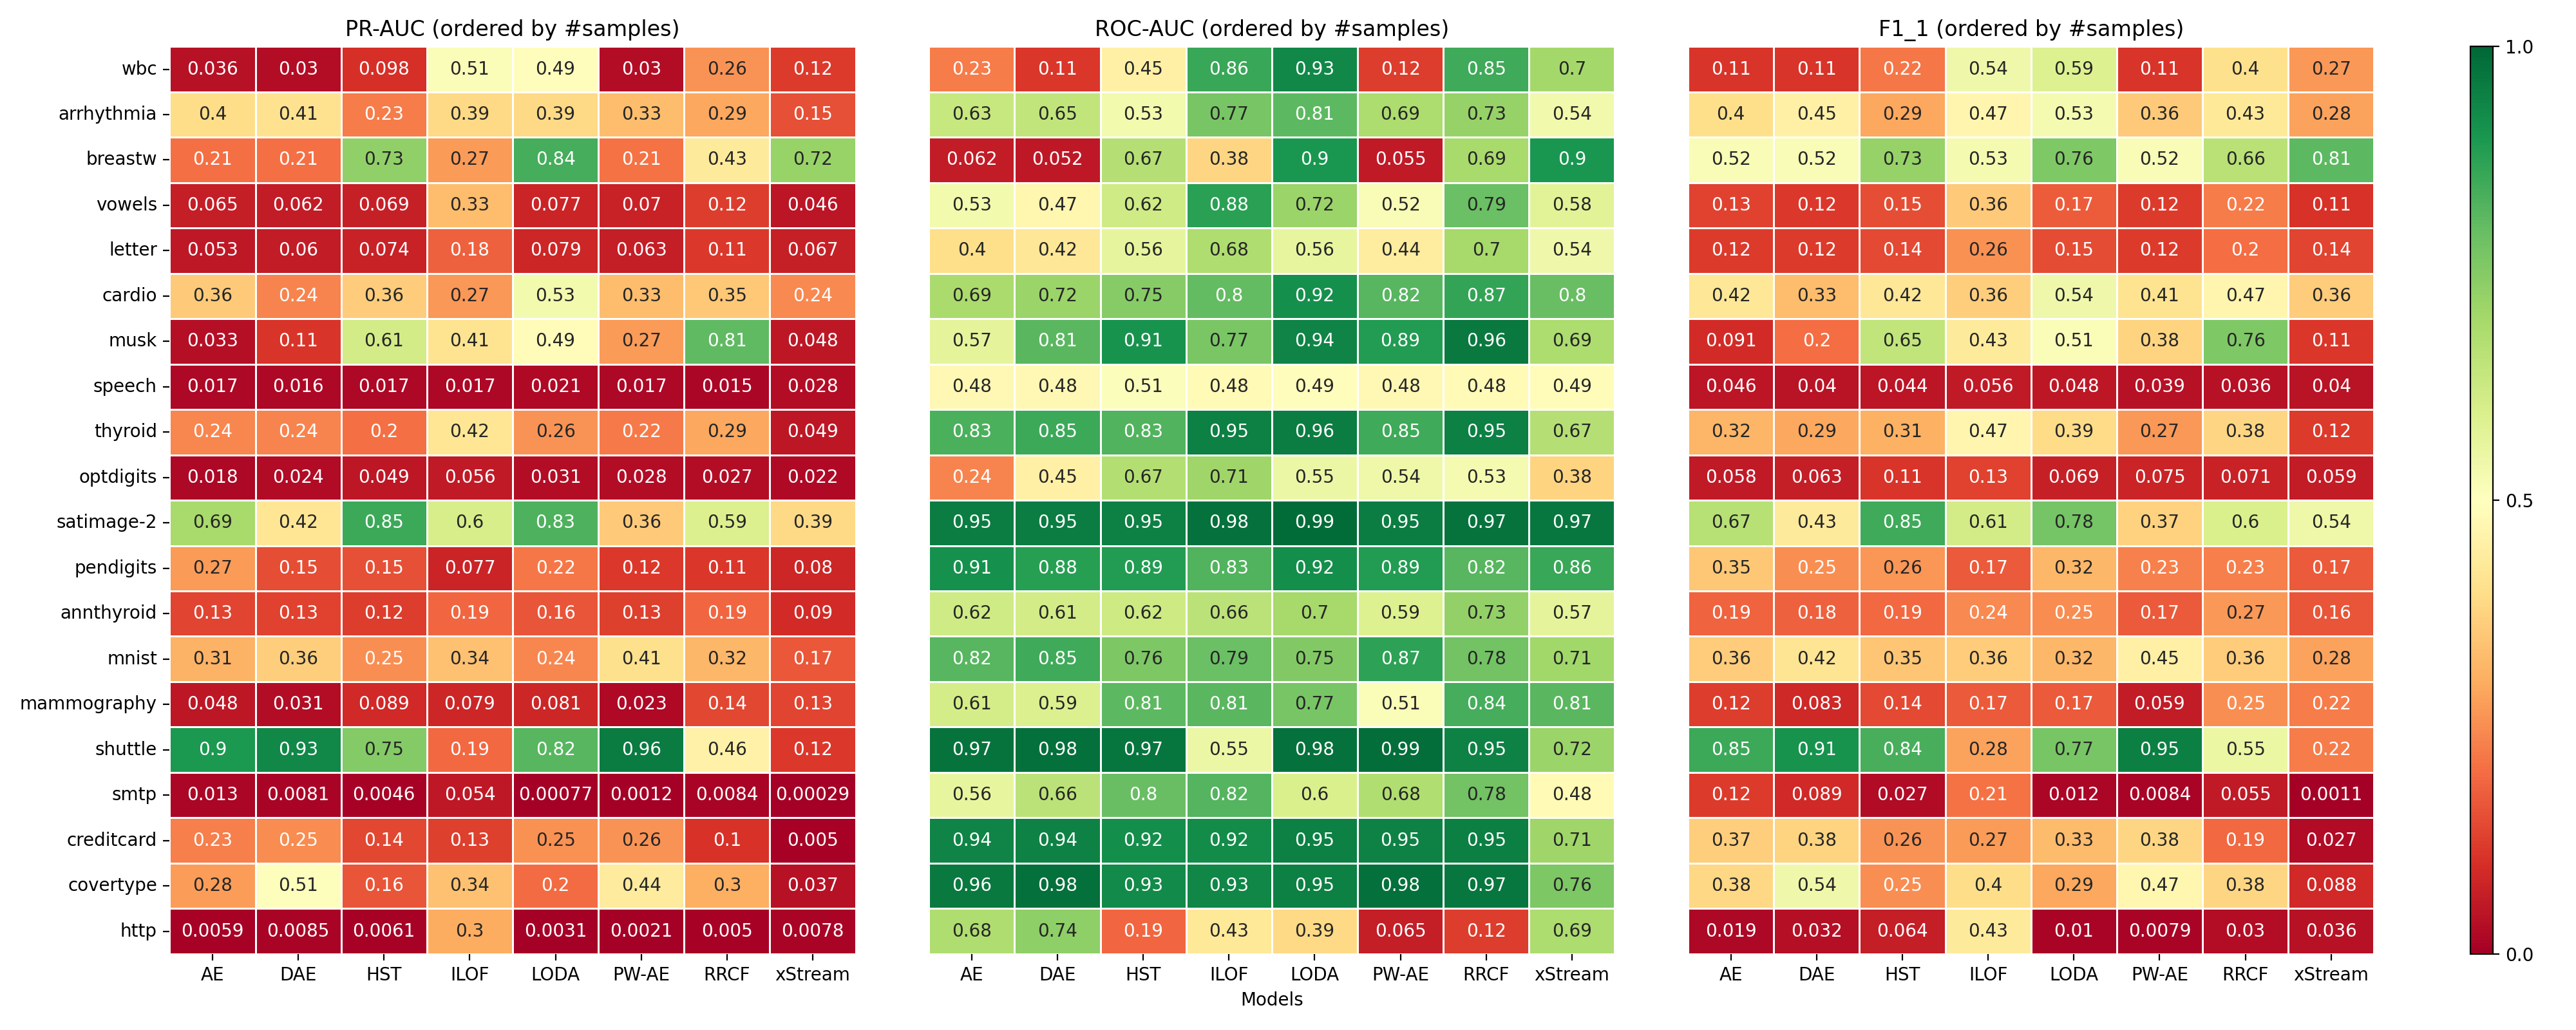 PR-AUC (ordered by #samples) ROC-AUC (ordered by #samples) F1_1 (ordered by #samples)
1.0
wbc 0.036 0.03 0.098 0.51 0.49 0.03 0.26 0.12 0.23 0.11 0.45 0.86 0.93 0.12 0.85 0.7 0.11 0.11 0.22 0.54 0.59 0.11 0.4 0.27
arrhythmia 0.4 0.41 0.23 0.39 0.39 0.33 0.29 0.15 0.63 0.65 0.53 0.77 0.81 0.69 0.73 0.54 0.4 0.45 0.29 0.47 0.53 0.36 0.43 0.28
breastw 0.21 0.21 0.73 0.27 0.84 0.21 0.43 0.72 0.062 0.052 0.67 0.38 0.9 0.055 0.69 0.9 0.52 0.52 0.73 0.53 0.76 0.52 0.66 0.81
vowels 0.065 0.062 0.069 0.33 0.077 0.07 0.12 0.046 0.53 0.47 0.62 0.88 0.72 0.52 0.79 0.58 0.13 0.12 0.15 0.36 0.17 0.12 0.22 0.11
letter 0.053 0.06 0.074 0.18 0.079 0.063 0.11 0.067 0.4 0.42 0.56 0.68 0.56 0.44 0.7 0.54 0.12 0.12 0.14 0.26 0.15 0.12 0.2 0.14
cardio 0.36 0.24 0.36 0.27 0.53 0.33 0.35 0.24 0.69 0.72 0.75 0.8 0.92 0.82 0.87 0.8 0.42 0.33 0.42 0.36 0.54 0.41 0.47 0.36
musk 0.033 0.11 0.61 0.41 0.49 0.27 0.81 0.048 0.57 0.81 0.91 0.77 0.94 0.89 0.96 0.69 0.091 0.2 0.65 0.43 0.51 0.38 0.76 0.11
speech 0.017 0.016 0.017 0.017 0.021 0.017 0.015 0.028 0.48 0.48 0.51 0.48 0.49 0.48 0.48 0.49 0.046 0.04 0.044 0.056 0.048 0.039 0.036 0.04
thyroid 0.24 0.24 0.2 0.42 0.26 0.22 0.29 0.049 0.83 0.85 0.83 0.95 0.96 0.85 0.95 0.67 0.32 0.29 0.31 0.47 0.39 0.27 0.38 0.12
optdigits 0.018 0.024 0.049 0.056 0.031 0.028 0.027 0.022 0.24 0.45 0.67 0.71 0.55 0.54 0.53 0.38 0.058 0.063 0.11 0.13 0.069 0.075 0.071 0.059
0.5
satimage-2 0.69 0.42 0.85 0.6 0.83 0.36 0.59 0.39 0.95 0.95 0.95 0.98 0.99 0.95 0.97 0.97 0.67 0.43 0.85 0.61 0.78 0.37 0.6 0.54
pendigits 0.27 0.15 0.15 0.077 0.22 0.12 0.11 0.08 0.91 0.88 0.89 0.83 0.92 0.89 0.82 0.86 0.35 0.25 0.26 0.17 0.32 0.23 0.23 0.17
annthyroid 0.13 0.13 0.12 0.19 0.16 0.13 0.19 0.09 0.62 0.61 0.62 0.66 0.7 0.59 0.73 0.57 0.19 0.18 0.19 0.24 0.25 0.17 0.27 0.16
mnist 0.31 0.36 0.25 0.34 0.24 0.41 0.32 0.17 0.82 0.85 0.76 0.79 0.75 0.87 0.78 0.71 0.36 0.42 0.35 0.36 0.32 0.45 0.36 0.28
mammography 0.048 0.031 0.089 0.079 0.081 0.023 0.14 0.13 0.61 0.59 0.81 0.81 0.77 0.51 0.84 0.81 0.12 0.083 0.14 0.17 0.17 0.059 0.25 0.22
shuttle 0.9 0.93 0.75 0.19 0.82 0.96 0.46 0.12 0.97 0.98 0.97 0.55 0.98 0.99 0.95 0.72 0.85 0.91 0.84 0.28 0.77 0.95 0.55 0.22
smtp 0.013 0.0081 0.0046 0.054 0.00077 0.0012 0.0084 0.00029 0.56 0.66 0.8 0.82 0.6 0.68 0.78 0.48 0.12 0.089 0.027 0.21 0.012 0.0084 0.055 0.0011
creditcard 0.23 0.25 0.14 0.13 0.25 0.26 0.1 0.005 0.94 0.94 0.92 0.92 0.95 0.95 0.95 0.71 0.37 0.38 0.26 0.27 0.33 0.38 0.19 0.027
covertype 0.28 0.51 0.16 0.34 0.2 0.44 0.3 0.037 0.96 0.98 0.93 0.93 0.95 0.98 0.97 0.76 0.38 0.54 0.25 0.4 0.29 0.47 0.38 0.088
http 0.0059 0.0085 0.0061 0.3 0.0031 0.0021 0.005 0.0078 0.68 0.74 0.19 0.43 0.39 0.065 0.12 0.69 0.019 0.032 0.064 0.43 0.01 0.0079 0.03 0.036
0.0
AE DAE HST ILOF LODA PW-AE RRCF xStream AE DAE HST ILOF LODA PW-AE RRCF xStream AE DAE HST ILOF LODA PW-AE RRCF xStream
Models